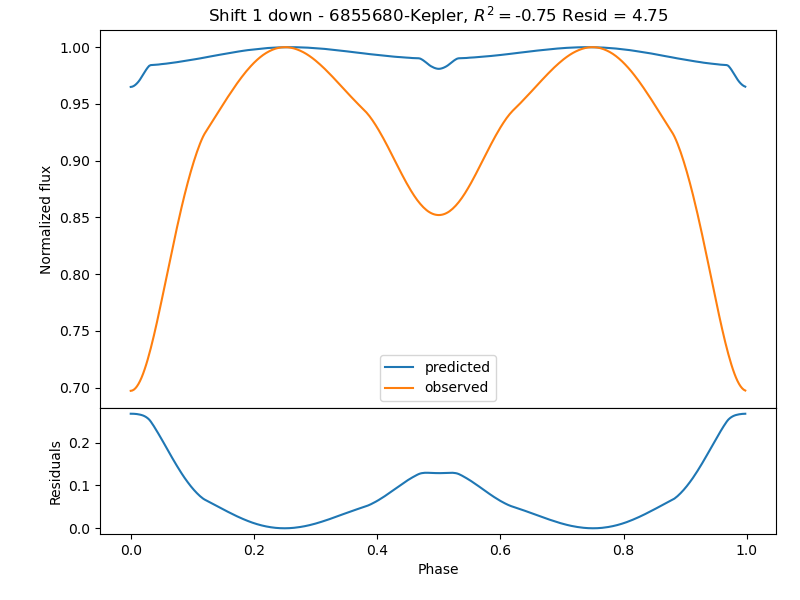 Shift 1 down - 6855680-Kepler, $R^2 = $-0.75 Resid = 4.75
1.00
0.95
0.90
0.85
0.80
0.75
0.70
Normalized flux
predicted
observed
0.2
0.1
0.0
Residuals
0.0 0.2 0.4 0.6 0.8 1.0
Phase